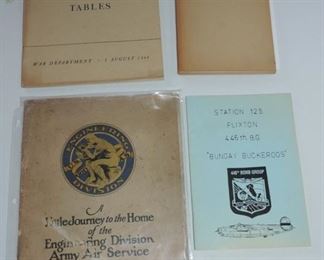 TABLES
WAR DEPARTMENT • 1 AUGUST
ENGINEERING
DIVISION
A
Little Journey to the Home
of the
Engineering Division
Army Air Service
STATION 125
FLIXTON
446th BG
"BUNGAY BUCKEROOS"
446th BOMB GROUP